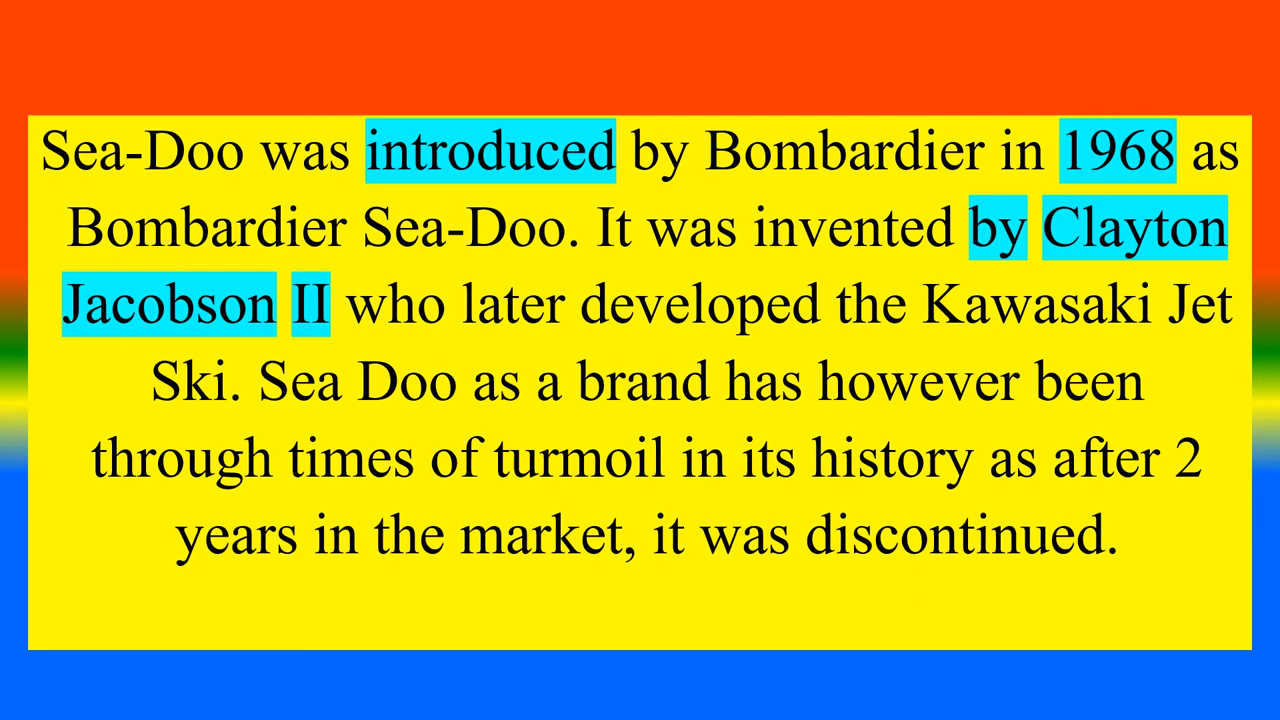 Sea-Doo was introduced by Bombardier in 1968 as
Bombardier Sea-Doo. It was invented by Clayton
Jacobson II who later developed the Kawasaki Jet
Ski. Sea Doo as a brand has however been
through times of turmoil in its history as after 2
years in the market, it was discontinued.